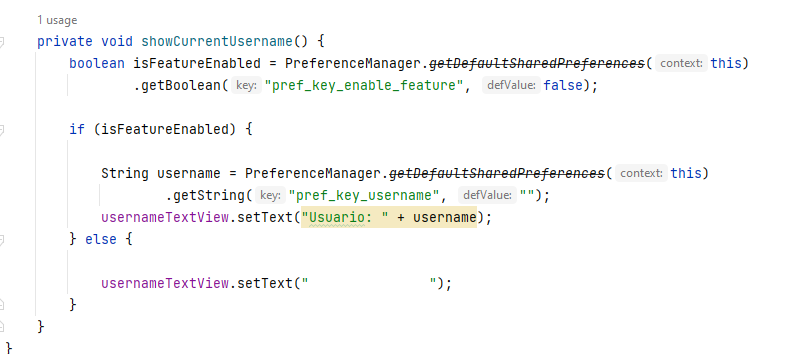 1 usage
private void showCurrentUsername() {
boolean isFeatureEnabled = PreferenceManager.getDefaultSharedPreferences( context: this)
.getBoolean( key: "pref_key_enable_feature", defValue: false);
if (isFeatureEnabled) {
String username = PreferenceManager.getDefaultSharedPreferences( context: this)
.getString( key: "pref_key_username", defValue: "");
usernameTextView.setText("Usuario: " + username);
} else {
usernameTextView.setText("               ");
}
}
}